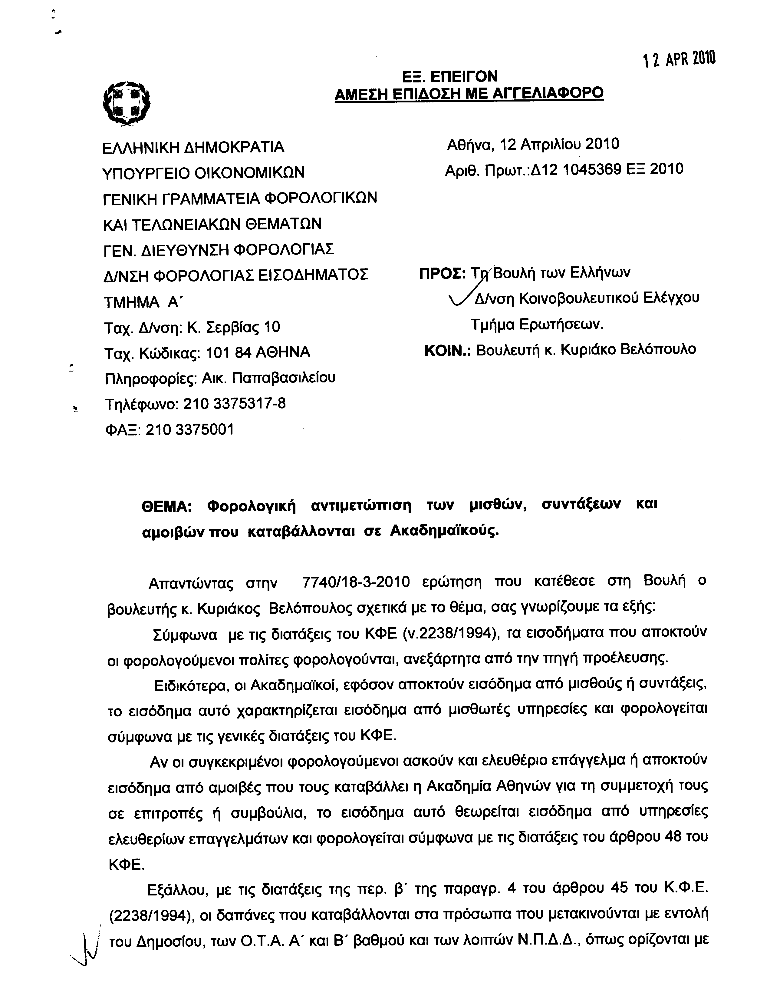 12 APR 2010
ΕΞ. ΕΠΕΙΓΟΝ
ΑΜΕΣΗ ΕΠΙΔΟΣΗ ΜΕ ΑΓΓΕΛΙΑΦΟΡΟ
ΕΛΛΗΝΙΚΗ ΔΗΜΟΚΡΑΤΙΑ
ΥΠΟΥΡΓΕΙΟ ΟΙΚΟΝΟΜΙΚΩΝ
ΓΕΝΙΚΗ ΓΡΑΜΜΑΤΕΙΑ ΦΟΡΟΛΟΓΙΚΩΝ
ΚΑΙ ΤΕΛΩΝΕΙΑΚΩΝ ΘΕΜΑΤΩΝ
ΓΕΝ. ΔΙΕΥΘΥΝΣΗ ΦΟΡΟΛΟΓΙΑΣ
Δ/ΝΣΗ ΦΟΡΟΛΟΓΙΑΣ ΕΙΣΟΔΗΜΑΤΟΣ
ΤΜΗΜΑ Α΄
Ταχ. Δ/νση: Κ. Σερβίας 10
Ταχ. Κώδικας: 101 84 ΑΘΗΝΑ
Πληροφορίες: Αικ. Παπαβασιλείου
Τηλέφωνο: 210 3375317-8
ΦΑΞ: 210 3375001
Αθήνα, 12 Απριλίου 2010
Αριθ. Πρωτ.:Δ12 1045369 ΕΞ 2010
ΠΡΟΣ: Τη Βουλή των Ελλήνων
Δ/νση Κοινοβουλευτικού Ελέγχου
Τμήμα Ερωτήσεων.
ΚΟΙΝ.: Βουλευτή κ. Κυριάκο Βελόπουλο
ΘΕΜΑ: Φορολογική αντιμετώπιση των μισθών, συντάξεων και
αμοιβών που καταβάλλονται σε Ακαδημαϊκούς.
Απαντώντας στην 7740/18-3-2010 ερώτηση που κατέθεσε στη Βουλή ο
βουλευτής κ. Κυριάκος Βελόπουλος σχετικά με το θέμα, σας γνωρίζουμε τα εξής:
Σύμφωνα με τις διατάξεις του ΚΦΕ (ν.2238/1994), τα εισοδήματα που αποκτούν
οι φορολογούμενοι πολίτες φορολογούνται, ανεξάρτητα από την πηγή προέλευσης.
Ειδικότερα, οι Ακαδημαϊκοί, εφόσον αποκτούν εισόδημα από μισθούς ή συντάξεις,
το εισόδημα αυτό χαρακτηρίζεται εισόδημα από μισθωτές υπηρεσίες και φορολογείται
σύμφωνα με τις γενικές διατάξεις του ΚΦΕ.
Αν οι συγκεκριμένοι φορολογούμενοι ασκούν και ελευθέριο επάγγελμα ή αποκτούν
εισόδημα από αμοιβές που τους καταβάλλει η Ακαδημία Αθηνών για τη συμμετοχή τους
σε επιτροπές ή συμβούλια, το εισόδημα αυτό θεωρείται εισόδημα από υπηρεσίες
ελευθερίων επαγγελμάτων και φορολογείται σύμφωνα με τις διατάξεις του άρθρου 48 του
ΚΦΕ.
Εξάλλου, με τις διατάξεις της περ. β΄ της παραγρ. 4 του άρθρου 45 του Κ.Φ.Ε.
(2238/1994), οι δαπάνες που καταβάλλονται στα πρόσωπα που μετακινούνται με εντολή
του Δημοσίου, των Ο.Τ.Α. Α΄ και Β΄ βαθμού και των λοιπών Ν.Π.Δ.Δ., όπως ορίζονται με